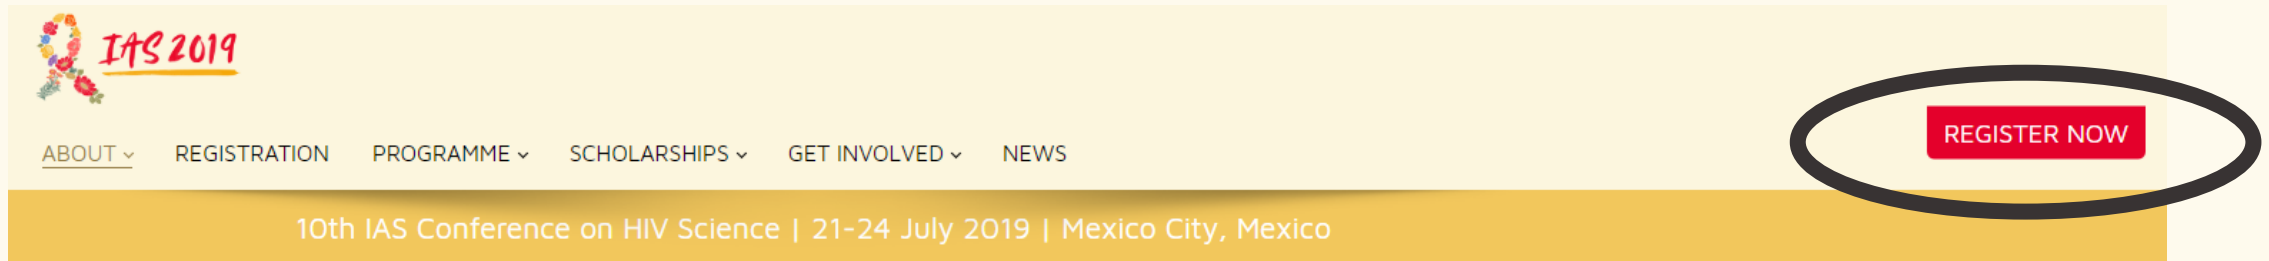 IAS 2019
REGISTER NOW
ABOUT REGISTRATION PROGRAMME SCHOLARSHIPS GET INVOLVED NEWS
10th IAS Conference on HIV Science | 21-24 July 2019 | Mexico City, Mexico